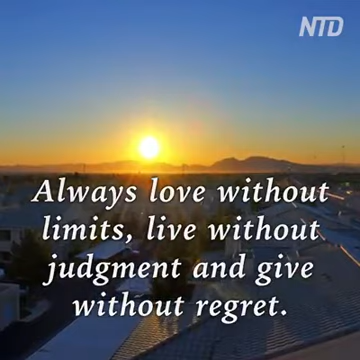 NTD
Always love without
limits, live without
judgment and give
without regret.